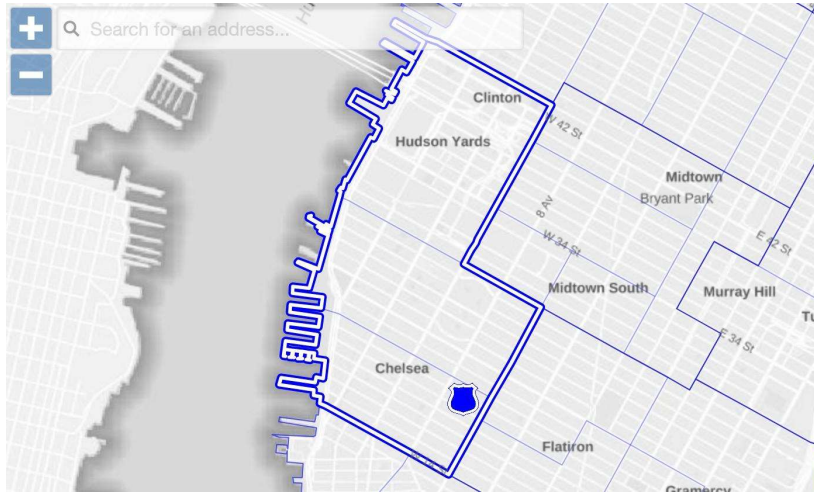 +
Search for an address...
−
Clinton
W 42 St
Hudson Yards
Midtown
Bryant Park
8 Av
W 34 St
E 42 St
Midtown South
Murray Hill
E 34 St
Chelsea
Flatiron
Gramercy